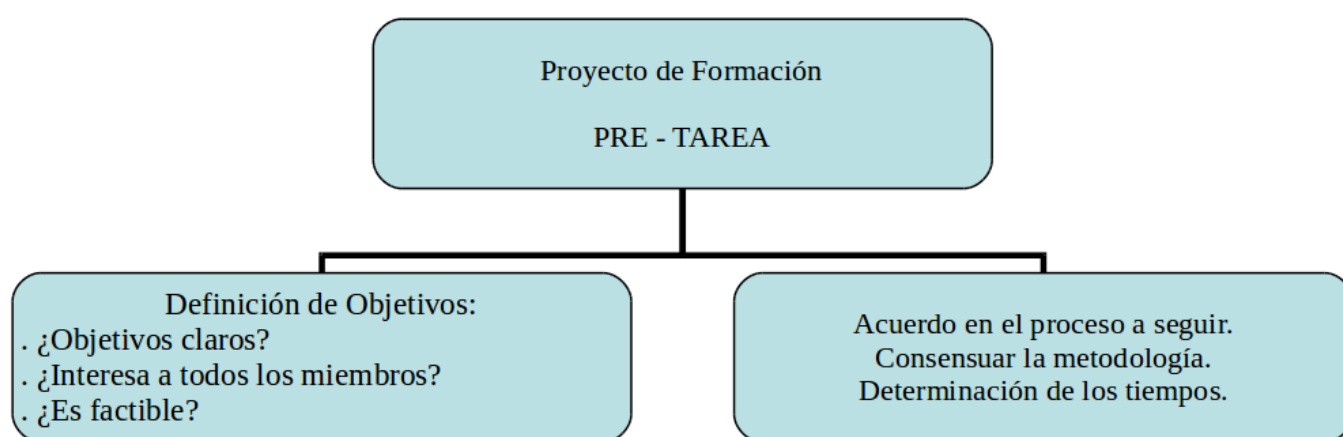 Proyecto de Formación
PRE - TAREA
Definición de Objetivos:
. ¿Objetivos claros?
. ¿Interesa a todos los miembros?
. ¿Es factible?
Acuerdo en el proceso a seguir.
Consensuar la metodología.
Determinación de los tiempos.